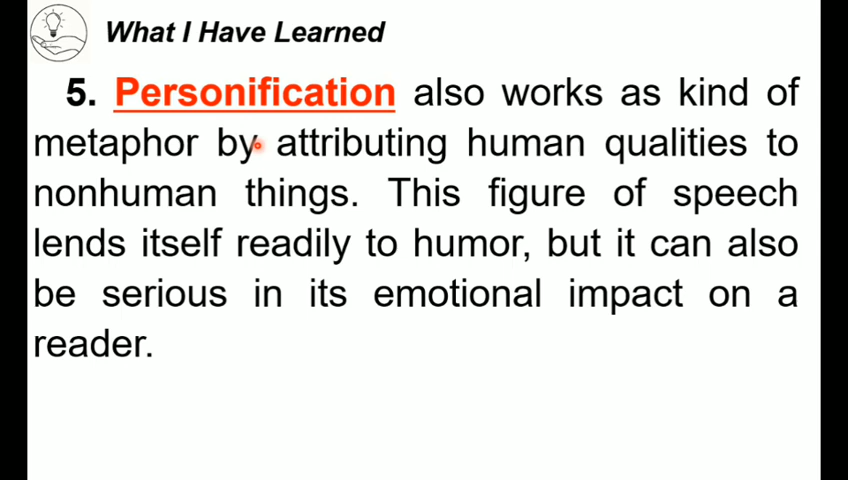 What I Have Learned
5. Personification also works as kind of
metaphor by attributing human qualities to
nonhuman things. This figure of speech
lends itself readily to humor, but it can also
be serious in its emotional impact on a
reader.